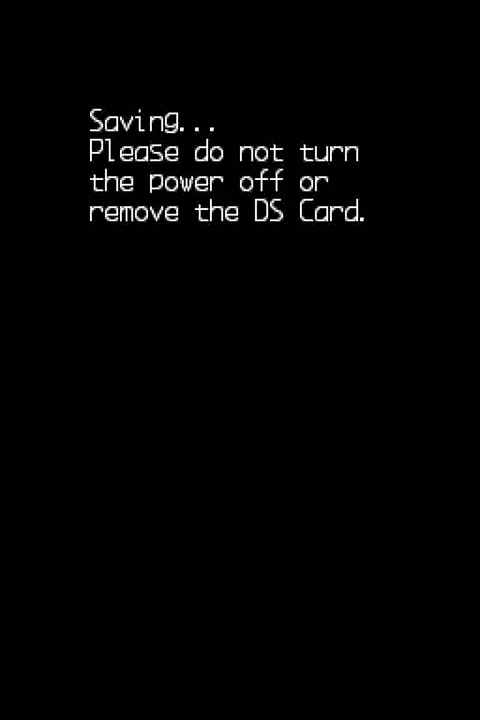 Saving...
Please do not turn
the power off or
remove the DS Card.